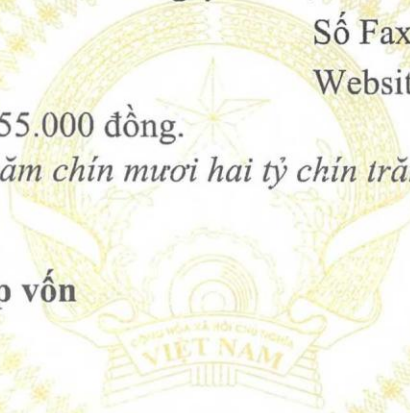 Số Fax
Websit
55.000 đồng.
ăm chín mươi hai tỷ chín tră
p vốn
CỘNG HÒA XÃ HỘI CHỦ NGHĨA
VIỆT NAM